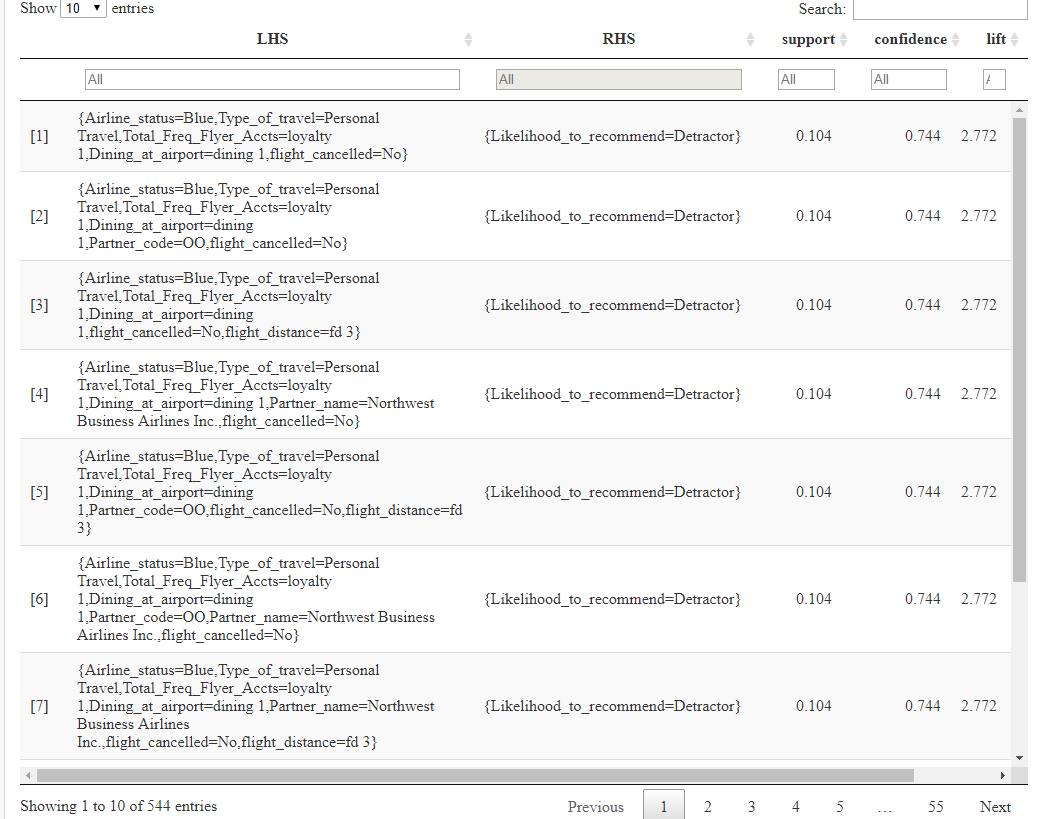 Show 10 entries Search:
LHS RHS support confidence lift
All All All All
[1] {Airline_status=Blue,Type_of_travel=Personal
Travel,Total_Freq_Flyer_Accts=loyalty
1,Dining_at_airport=dining 1,flight_cancelled=No} {Likelihood_to_recommend=Detractor} 0.104 0.744 2.772
[2] {Airline_status=Blue,Type_of_travel=Personal
Travel,Total_Freq_Flyer_Accts=loyalty
1,Dining_at_airport=dining
1,Partner_code=OO,flight_cancelled=No} {Likelihood_to_recommend=Detractor} 0.104 0.744 2.772
[3] {Airline_status=Blue,Type_of_travel=Personal
Travel,Total_Freq_Flyer_Accts=loyalty
1,Dining_at_airport=dining
1,flight_cancelled=No,flight_distance=fd 3} {Likelihood_to_recommend=Detractor} 0.104 0.744 2.772
[4] {Airline_status=Blue,Type_of_travel=Personal
Travel,Total_Freq_Flyer_Accts=loyalty
1,Dining_at_airport=dining 1,Partner_name=Northwest
Business Airlines Inc.,flight_cancelled=No} {Likelihood_to_recommend=Detractor} 0.104 0.744 2.772
[5] {Airline_status=Blue,Type_of_travel=Personal
Travel,Total_Freq_Flyer_Accts=loyalty
1,Dining_at_airport=dining
1,Partner_code=OO,flight_cancelled=No,flight_distance=fd
3} {Likelihood_to_recommend=Detractor} 0.104 0.744 2.772
[6] {Airline_status=Blue,Type_of_travel=Personal
Travel,Total_Freq_Flyer_Accts=loyalty
1,Dining_at_airport=dining
1,Partner_code=OO,Partner_name=Northwest Business
Airlines Inc.,flight_cancelled=No} {Likelihood_to_recommend=Detractor} 0.104 0.744 2.772
[7] {Airline_status=Blue,Type_of_travel=Personal
Travel,Total_Freq_Flyer_Accts=loyalty
1,Dining_at_airport=dining 1,Partner_name=Northwest
Business Airlines
Inc.,flight_cancelled=No,flight_distance=fd 3} {Likelihood_to_recommend=Detractor} 0.104 0.744 2.772
Showing 1 to 10 of 544 entries Previous 1 2 3 4 5 … 55 Next